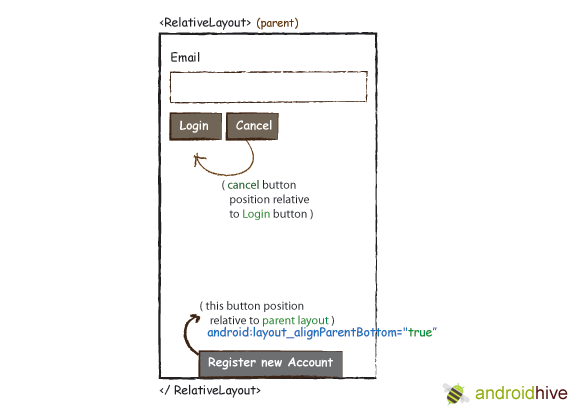 <RelativeLayout> (parent)
Email
Login Cancel
( cancel button
position relative
to Login button )
( this button position
relative to parent layout )
android:layout_alignParentBottom="true"
Register new Account
</ RelativeLayout>
androidhive